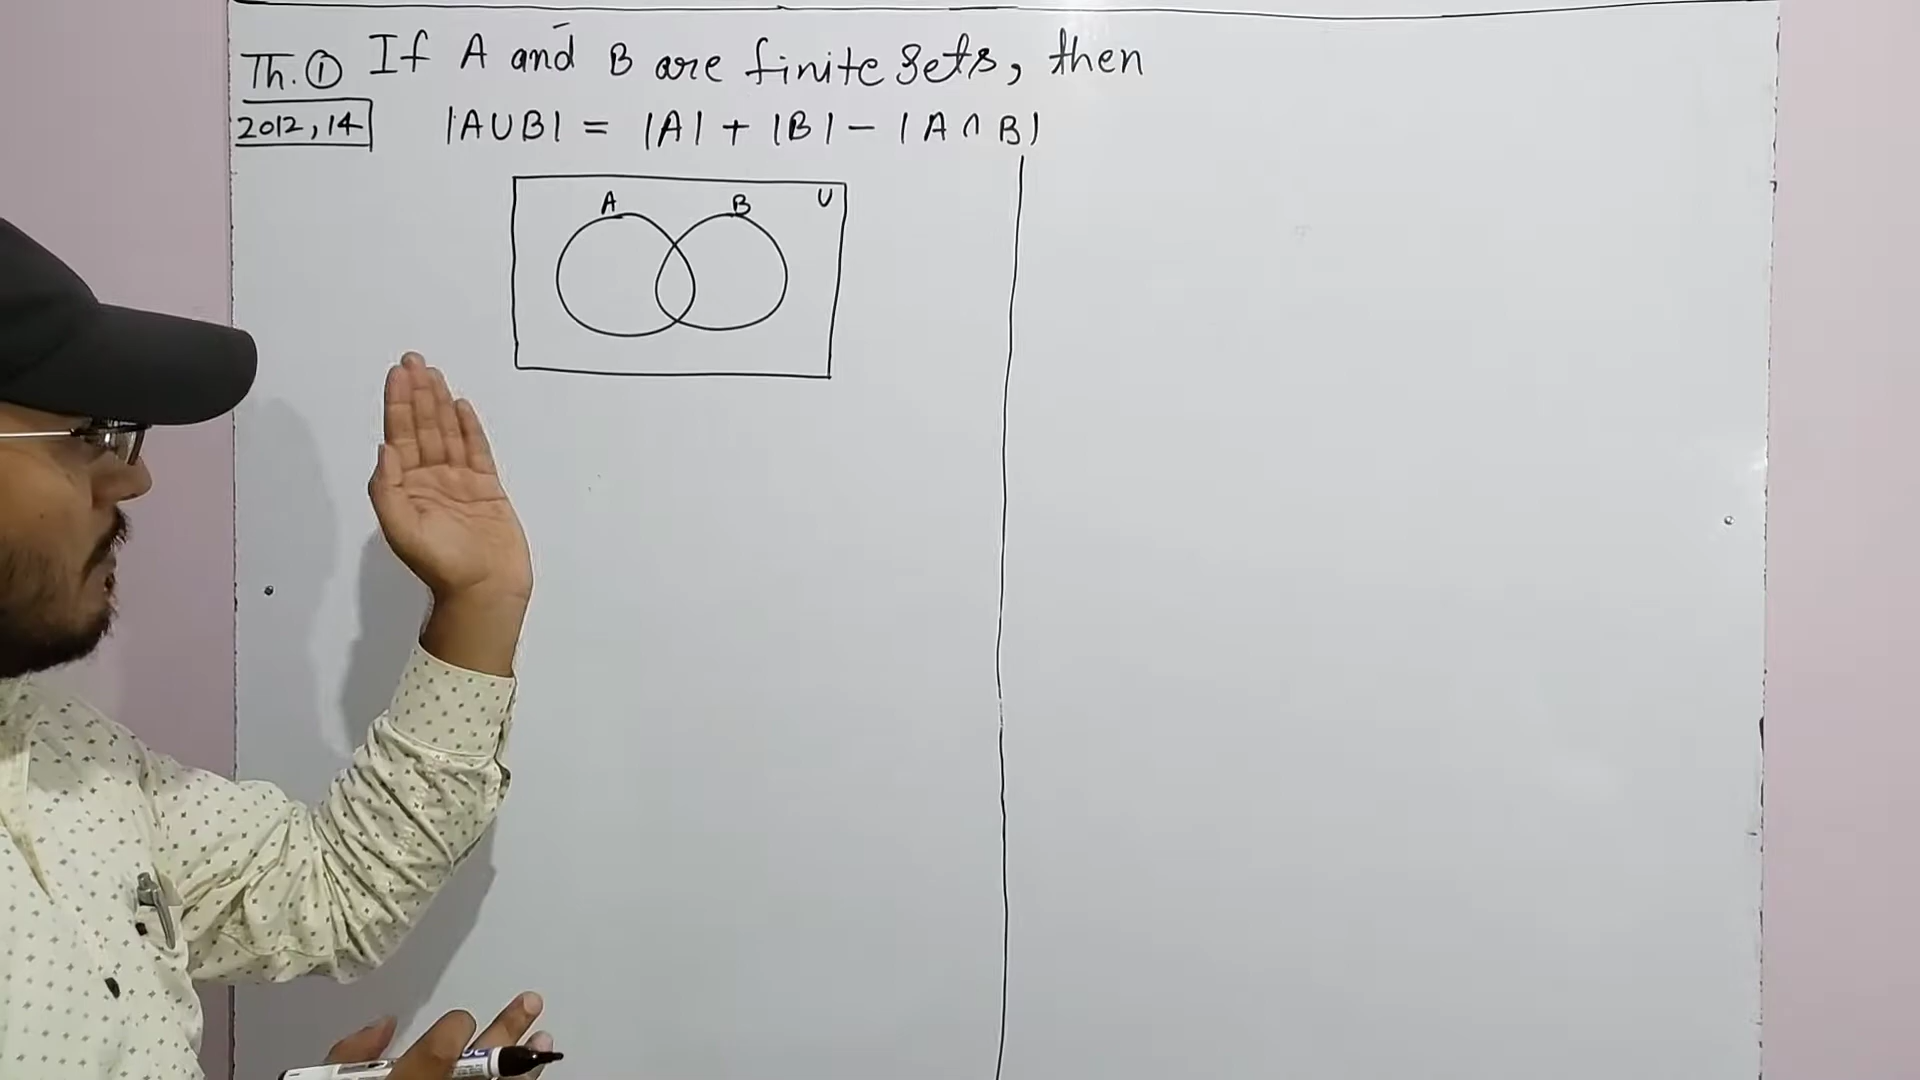 Th. ① If A and B are finite sets, then
2012, 14 |A∪B| = |A| + |B| − |A ∩ B|
A B U